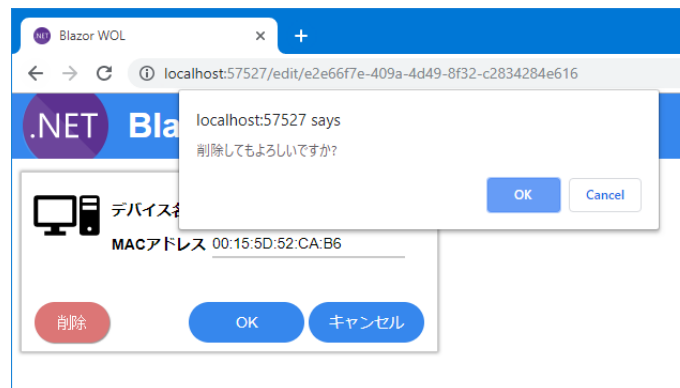 Blazor WOL
localhost:57527/edit/e2e66f7e-409a-4d49-8f32-c2834284e616
.NET Bla
localhost:57527 says
削除してもよろしいですか?
OK Cancel
デバイス名
MACアドレス 00:15:5D:52:CA:B6
削除 OK キャンセル